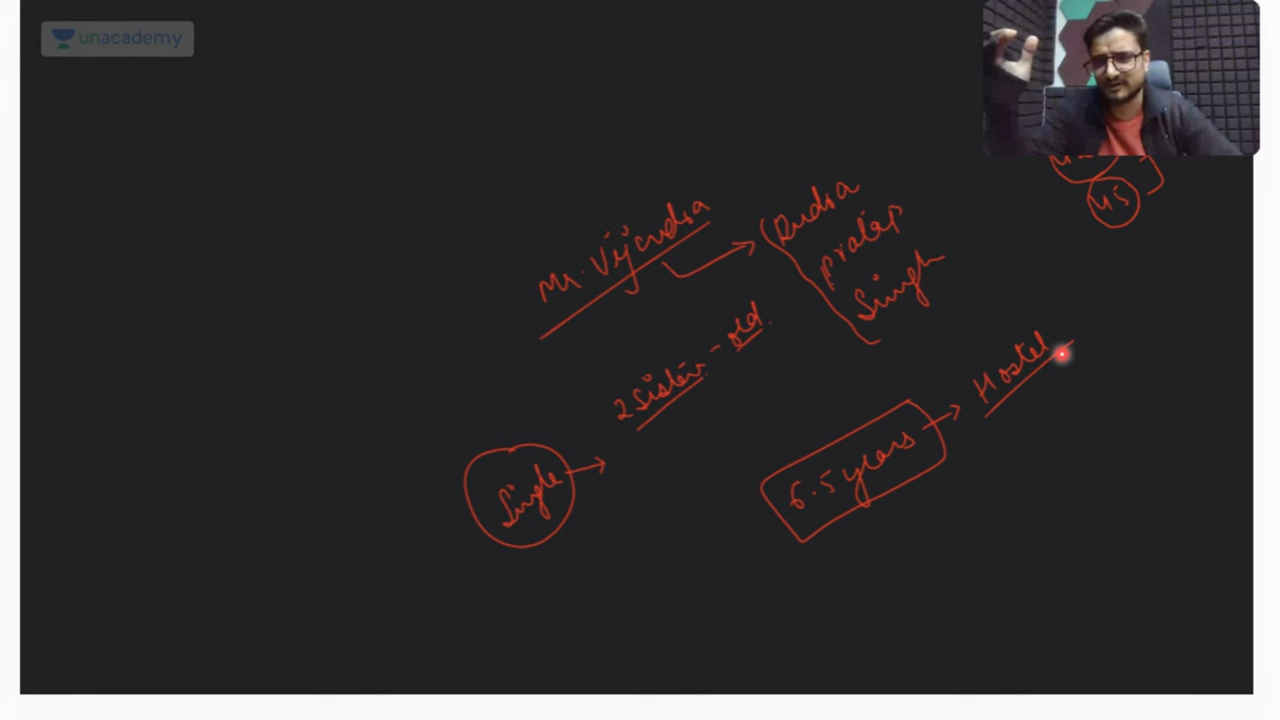 unacademy
45
Mr. Vijendra
(Rudra
Pratap
Singh
2 Sister - old.
Hostel
6.5 years
Single